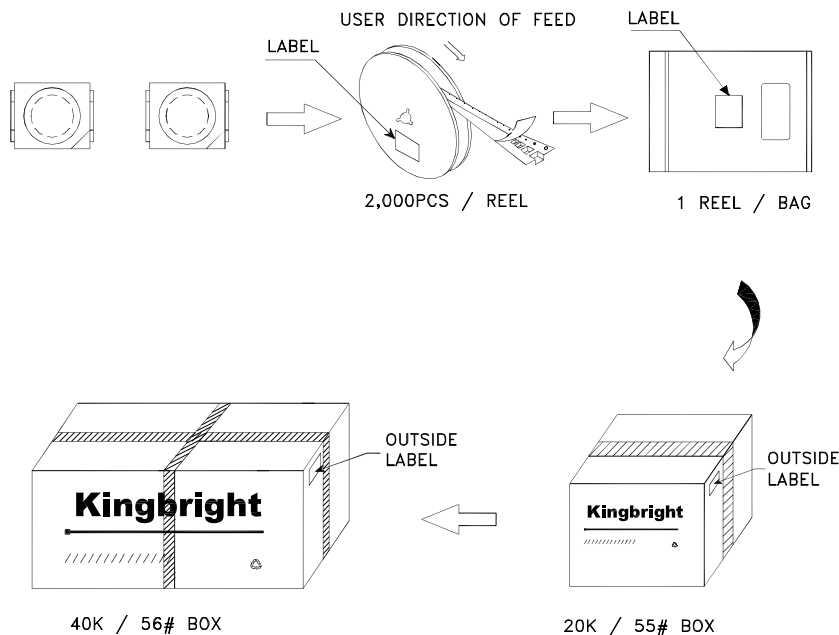 USER DIRECTION OF FEED
LABEL
LABEL
2,000PCS / REEL
1 REEL / BAG
OUTSIDE
LABEL
Kingbright
40K / 56# BOX
OUTSIDE
LABEL
Kingbright
20K / 55# BOX